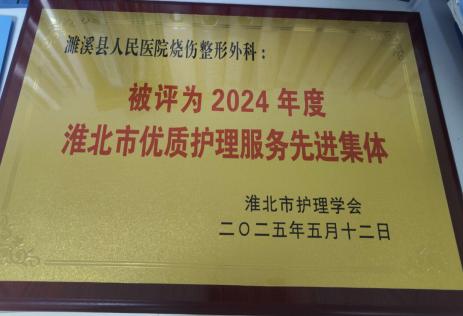 濉溪县人民医院烧伤整形外科：
被评为 2024 年度
淮北市优质护理服务先进集体
淮北市护理学会
二〇二五年五月十二日